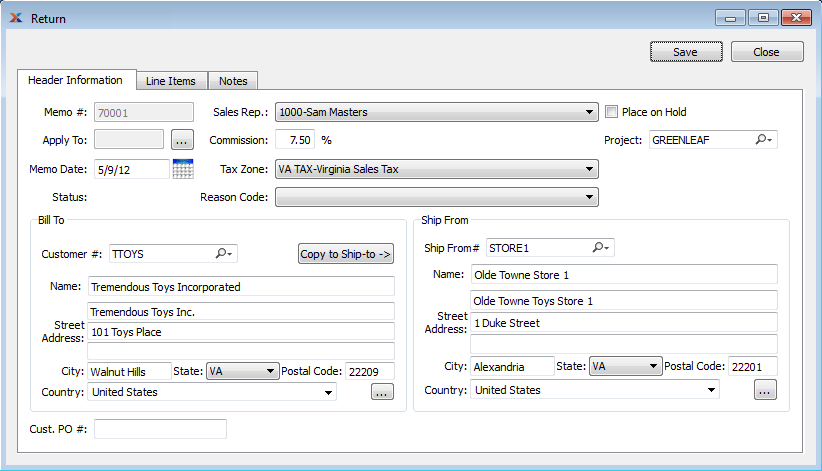 Return
Save Close
Header Information Line Items Notes
Memo #: 70001 Sales Rep.: 1000-Sam Masters Place on Hold
Apply To: ... Commission: 7.50 % Project: GREENLEAF
Memo Date: 5/9/12 Tax Zone: VA TAX-Virginia Sales Tax
Status: Reason Code:
Bill To
Customer #: TTOYS Copy to Ship-to ->
Name: Tremendous Toys Incorporated
Tremendous Toys Inc.
Street
Address: 101 Toys Place
City: Walnut Hills State: VA Postal Code: 22209
Country: United States ...
Ship From
Ship From# STORE1
Name: Olde Towne Store 1
Olde Towne Toys Store 1
Street
Address: 1 Duke Street
City: Alexandria State: VA Postal Code: 22201
Country: United States ...
Cust. PO #: